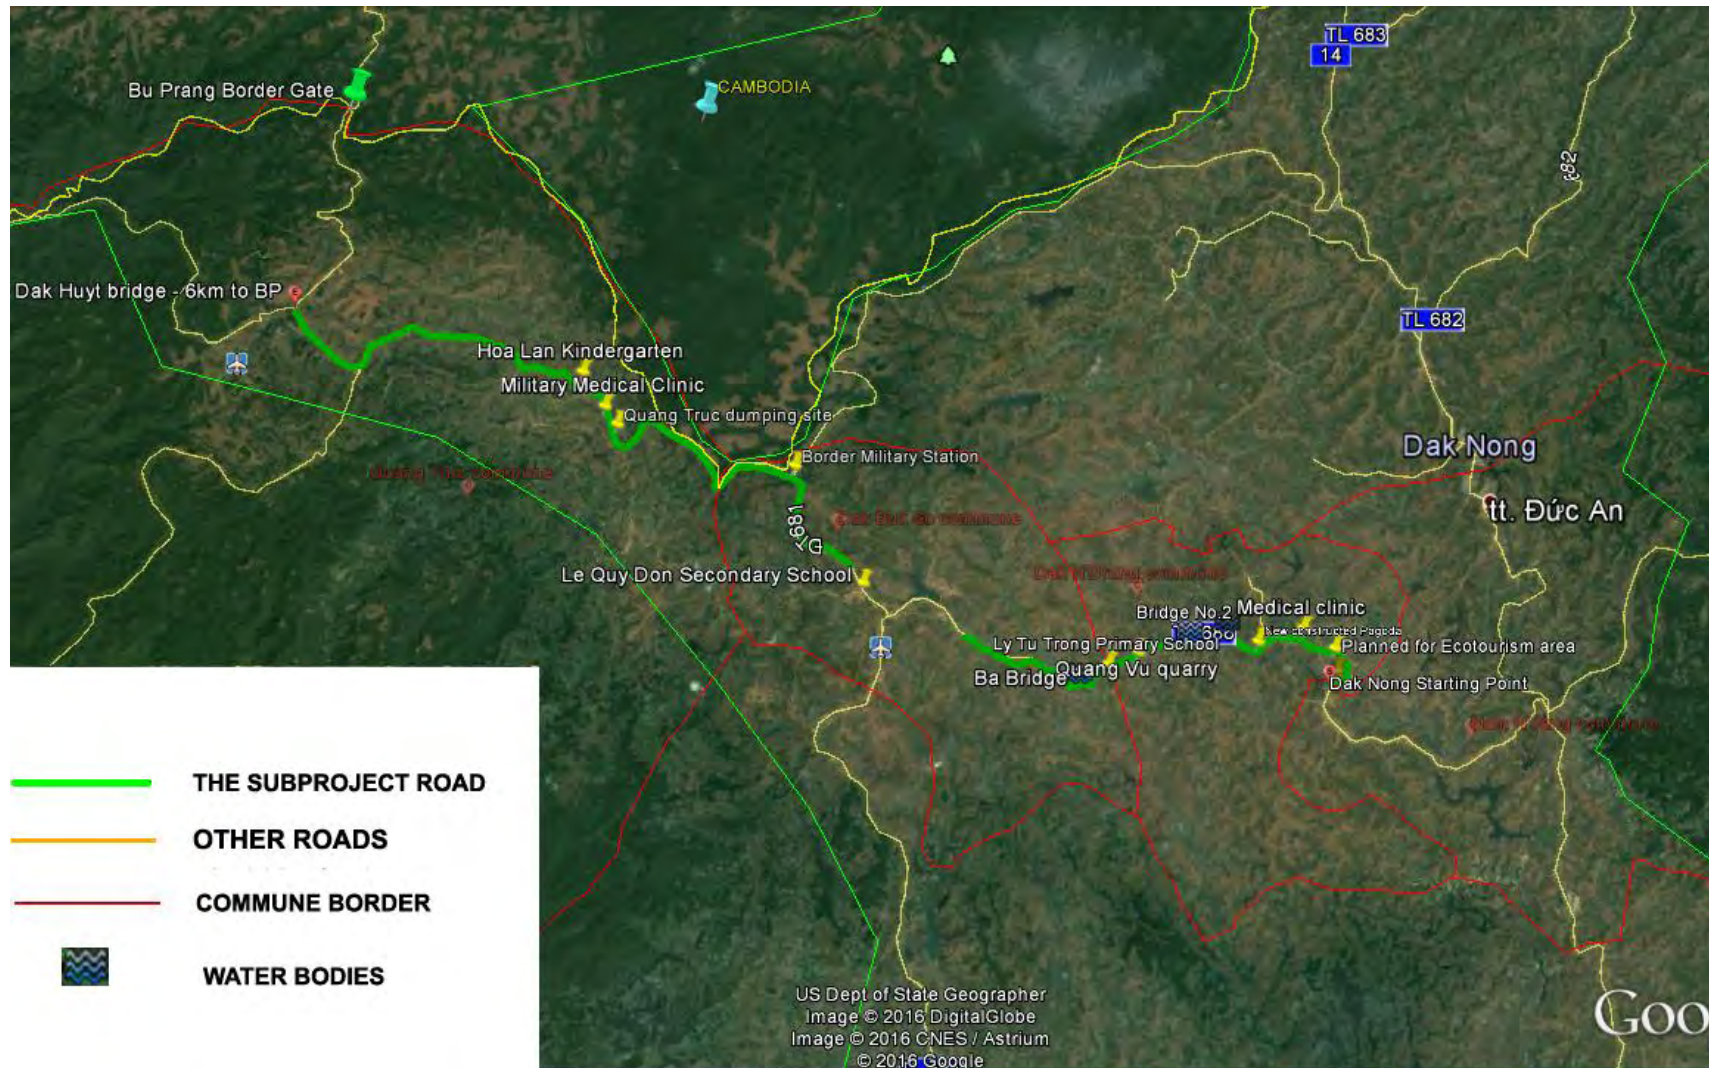 TL 683
14
CAMBODIA
Bu Prang Border Gate
682
Dak Huyt bridge - 6km to BP
TL 682
Hoa Lan Kindergarten
Military Medical Clinic
Quang Truc dumping site
Dak Nong
Border Military Station
tt. Đức An
ĐT681
Le Quy Don Secondary School
Bridge No.2
Medical clinic
New constructed Pagoda
Ly Tu Trong Primary School
Planned for Ecotourism area
Quang Vu quarry
Ba Bridge
Dak Nong Starting Point
THE SUBPROJECT ROAD
OTHER ROADS
COMMUNE BORDER
WATER BODIES
US Dept of State Geographer
Image © 2016 DigitalGlobe
Image © 2016 CNES / Astrium
© 2016 Google
Goo